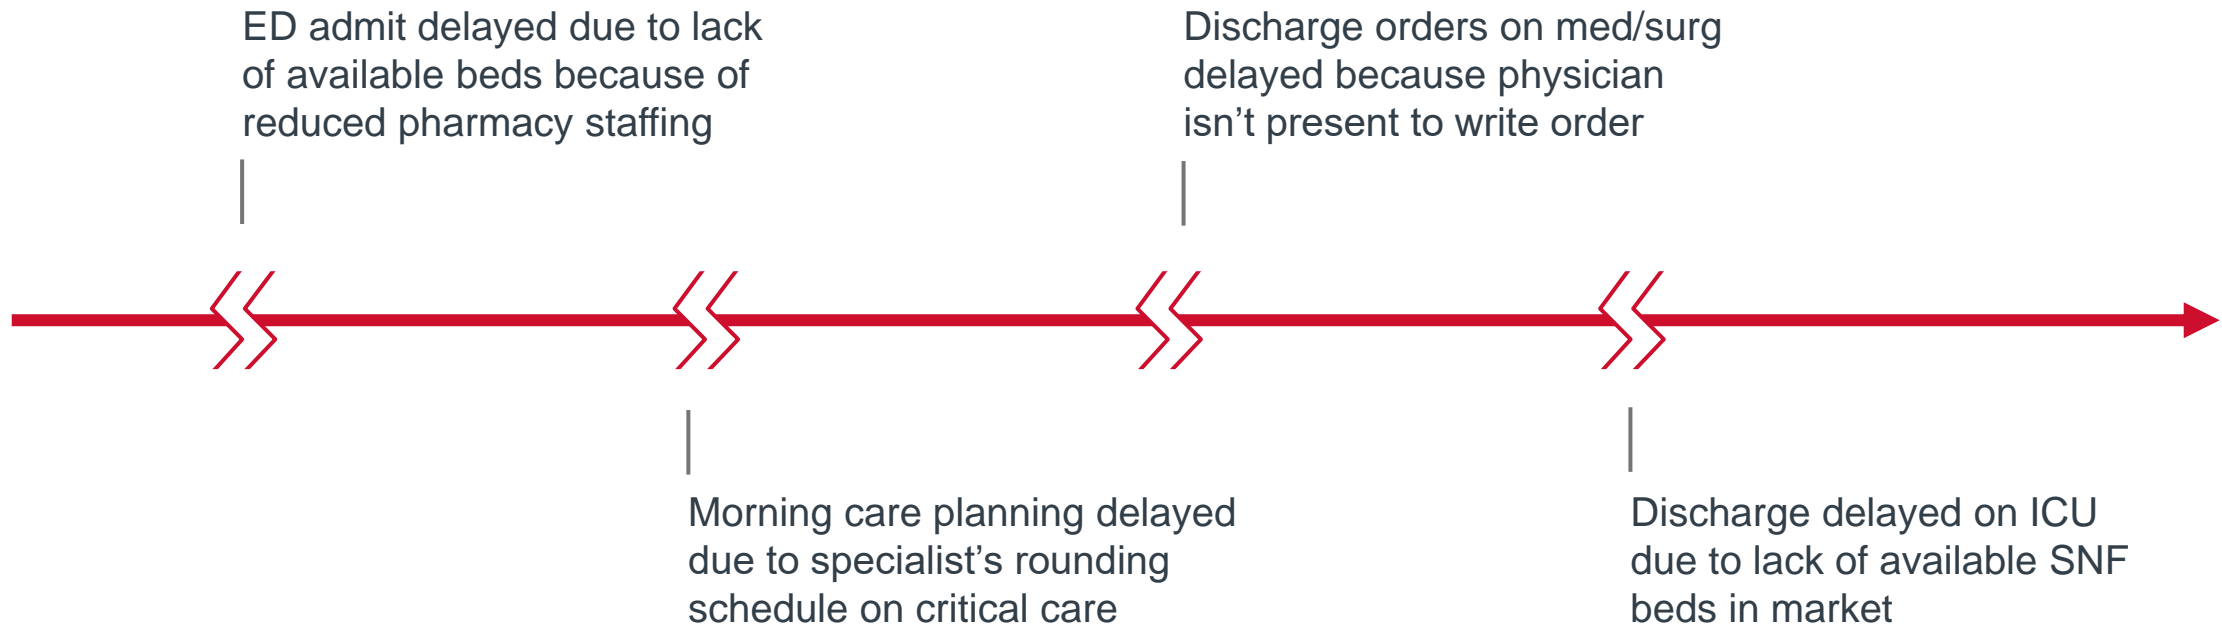 ED admit delayed due to lack
of available beds because of
reduced pharmacy staffing
Discharge orders on med/surg
delayed because physician
isn’t present to write order
Morning care planning delayed
due to specialist’s rounding
schedule on critical care
Discharge delayed on ICU
due to lack of available SNF
beds in market